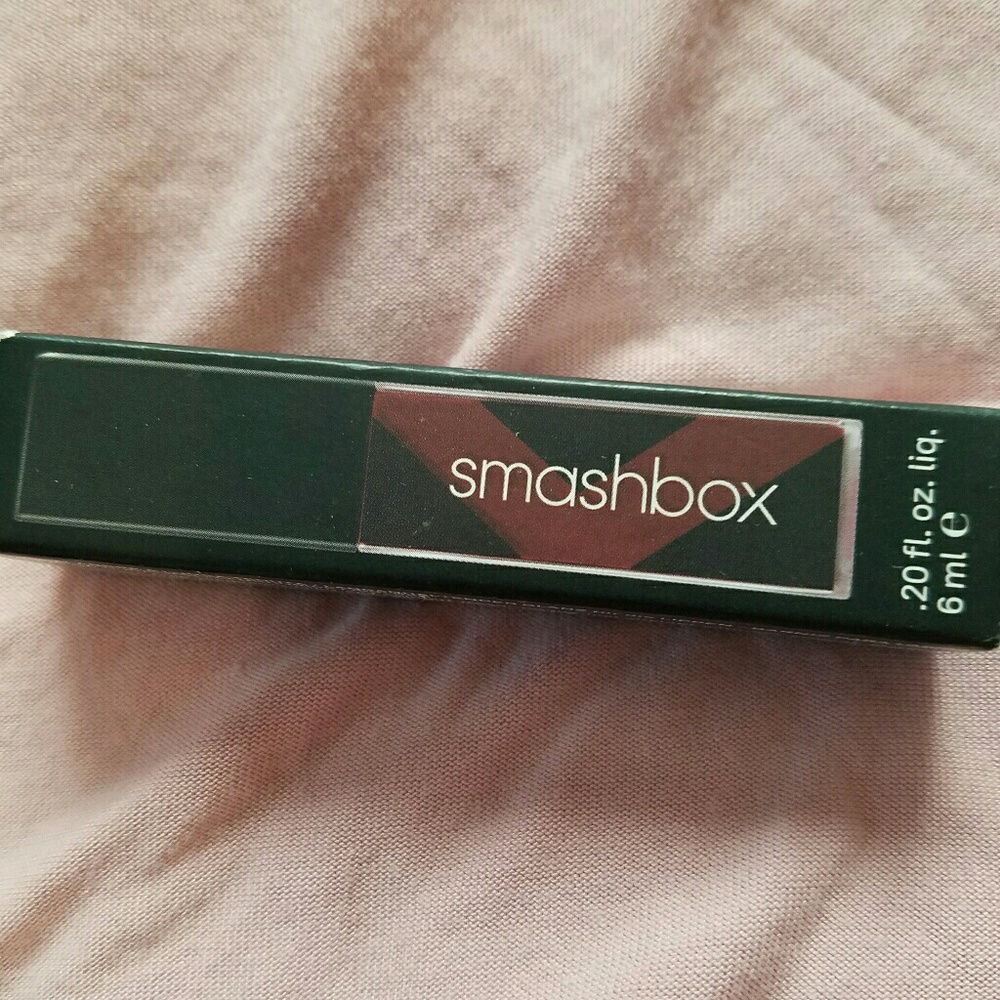 smashbox
.20 fl. oz. liq.
6 ml ℮